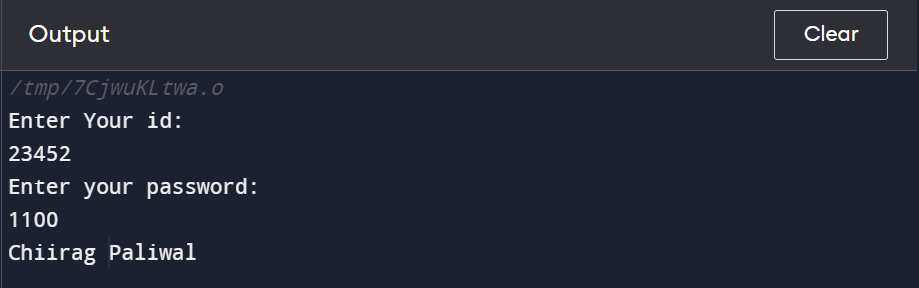 Output
Clear
/tmp/7CjwuKLtwa.o
Enter Your id:
23452
Enter your password:
1100
Chiirag Paliwal